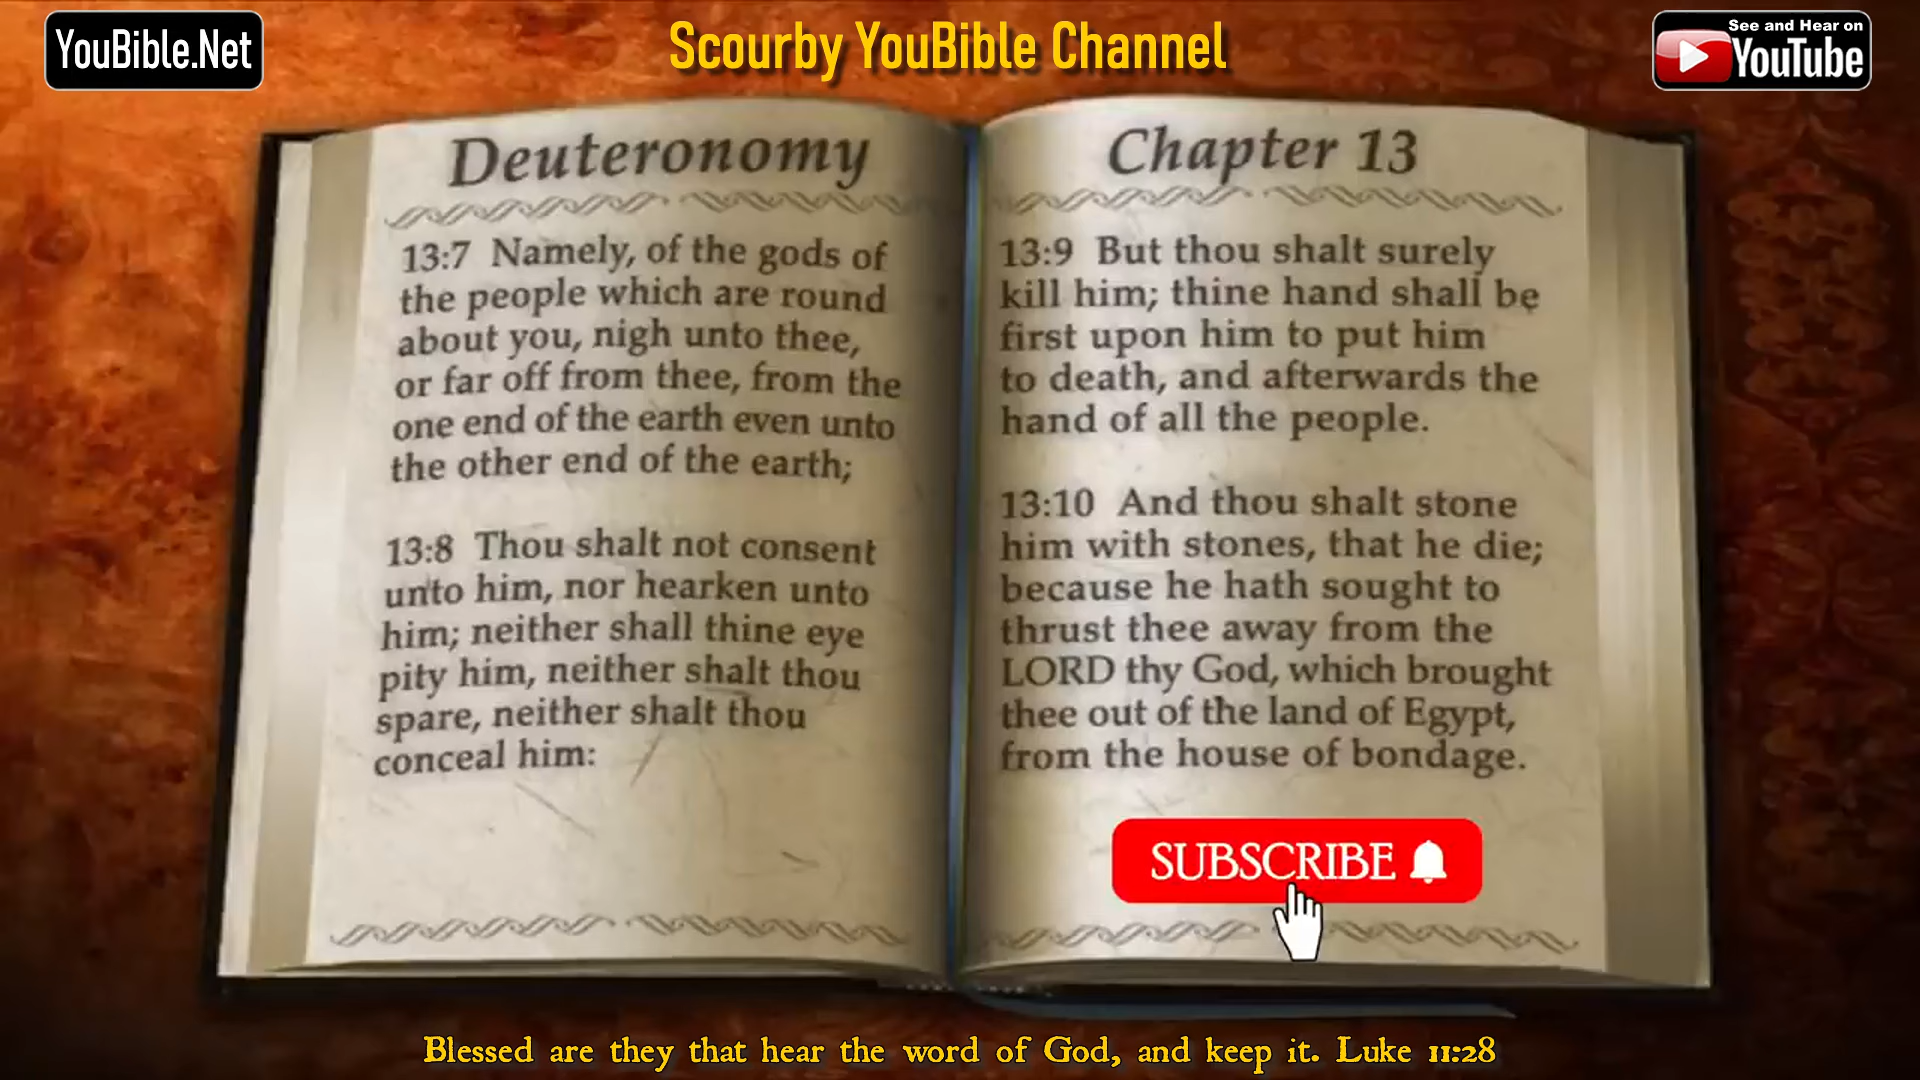 YouBible.Net
Scourby YouBible Channel
See and Hear on
YouTube
Deuteronomy
13:7 Namely, of the gods of
the people which are round
about you, nigh unto thee,
or far off from thee, from the
one end of the earth even unto
the other end of the earth;
13:8 Thou shalt not consent
unto him, nor hearken unto
him; neither shall thine eye
pity him, neither shalt thou
spare, neither shalt thou
conceal him:
Chapter 13
13:9 But thou shalt surely
kill him; thine hand shall be
first upon him to put him
to death, and afterwards the
hand of all the people.
13:10 And thou shalt stone
him with stones, that he die;
because he hath sought to
thrust thee away from the
LORD thy God, which brought
thee out of the land of Egypt,
from the house of bondage.
SUBSCRIBE
Blessed are they that hear the word of God, and keep it. Luke 11:28